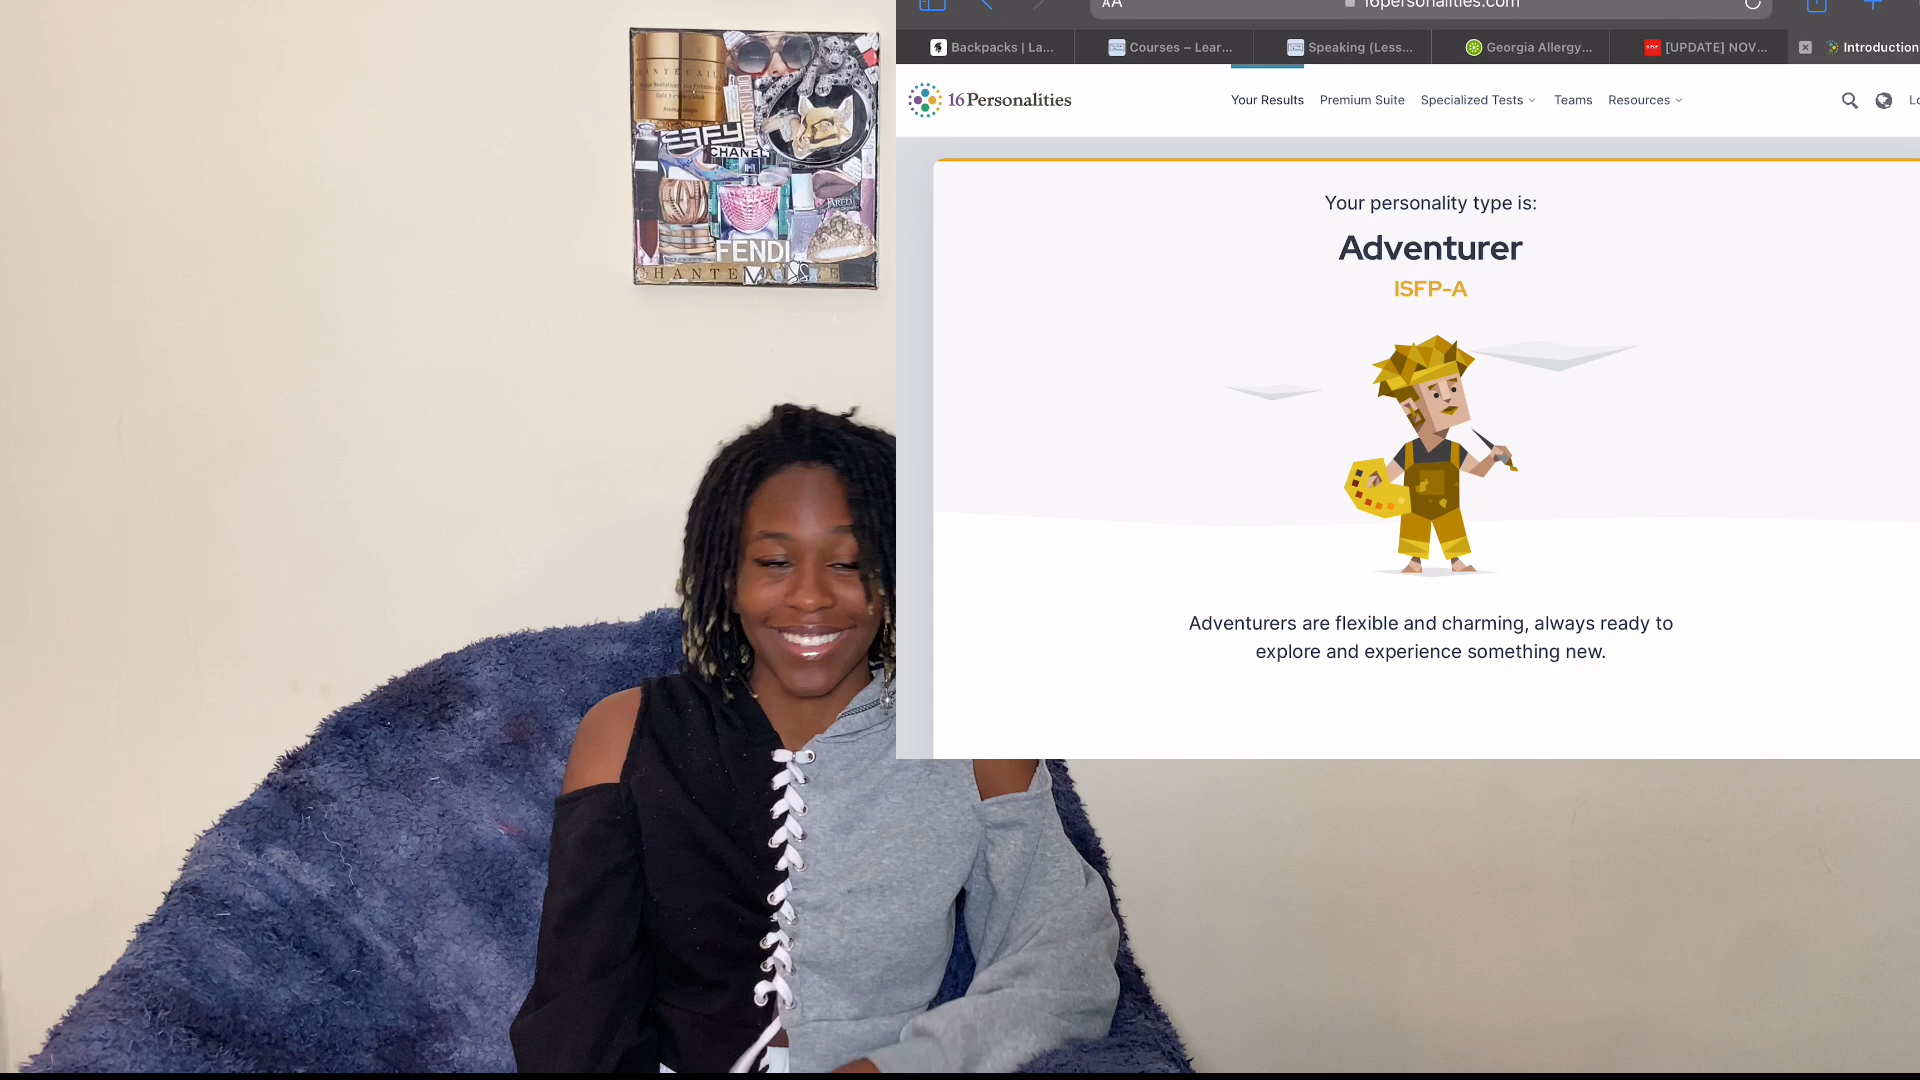 AA
16personalities.com
Backpacks | La...
Courses – Lear...
Speaking (Less...
Georgia Allergy...
[UPDATE] NOV...
Introduction
16Personalities
Your Results
Premium Suite
Specialized Tests
Teams
Resources
Your personality type is:
Adventurer
ISFP-A
Adventurers are flexible and charming, always ready to
explore and experience something new.
CHANEL
FENDI